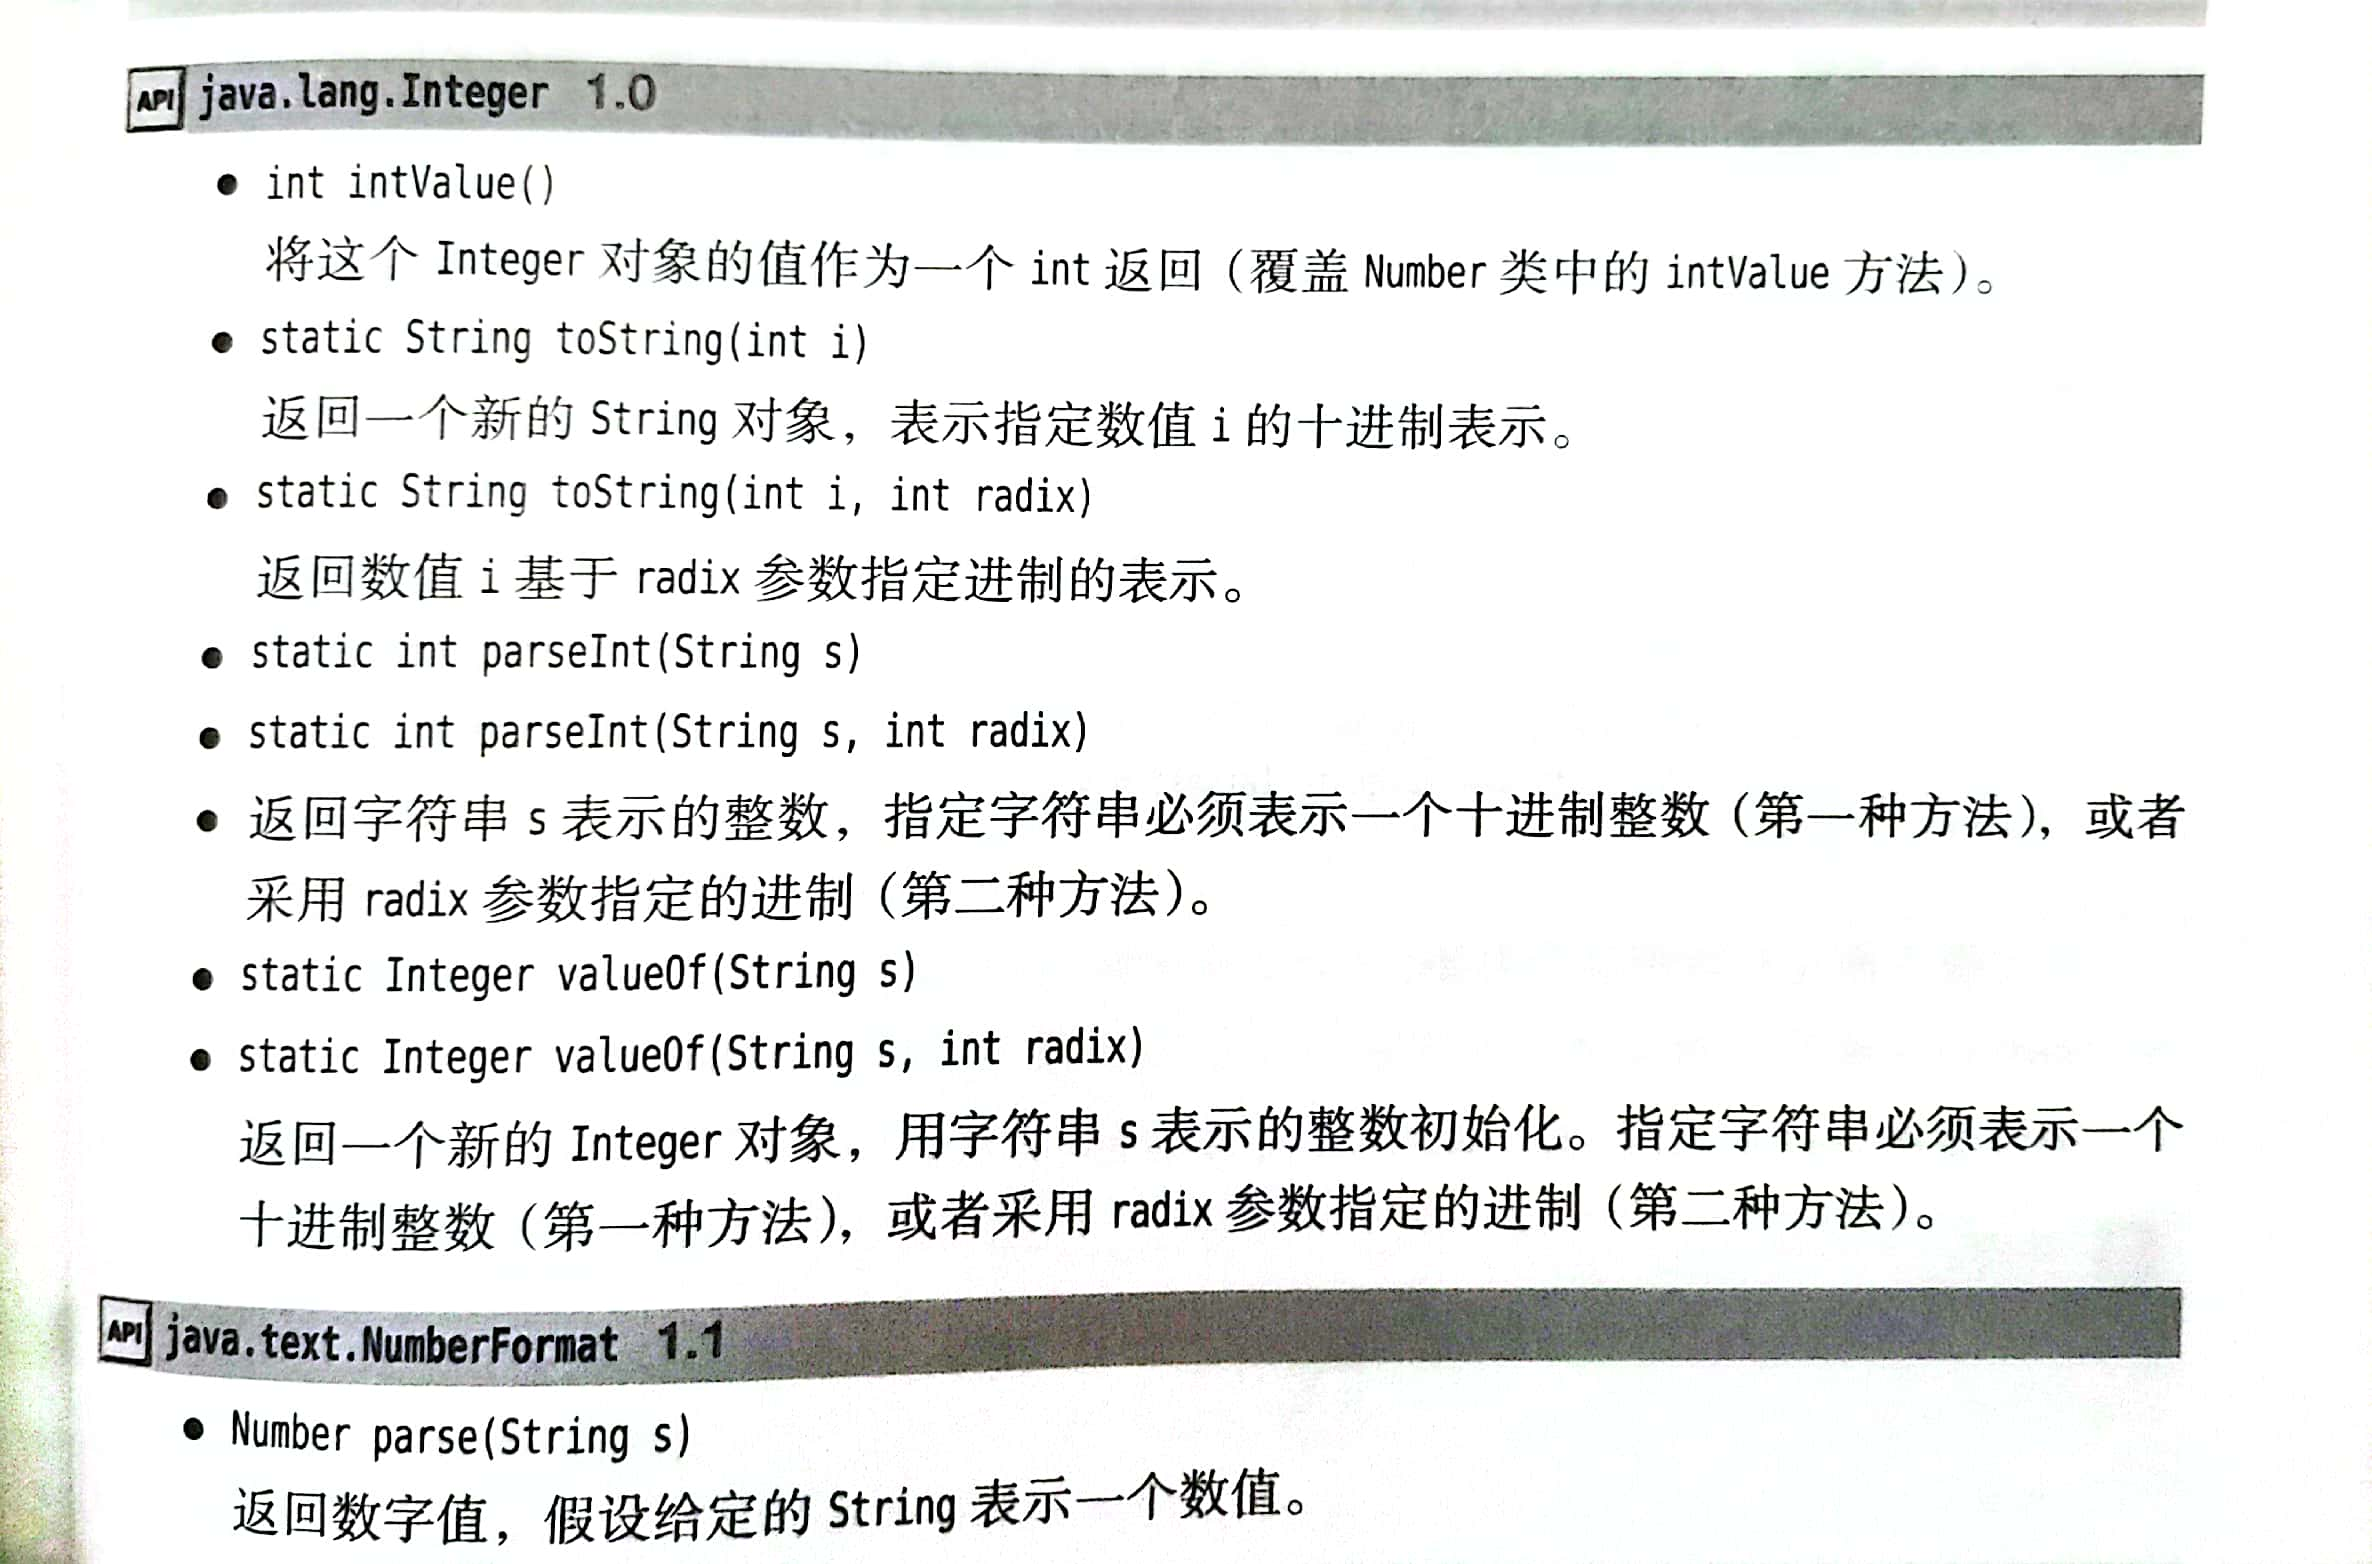 API java.lang.Integer 1.0
● int intValue()
将这个 Integer 对象的值作为一个 int 返回（覆盖 Number 类中的 intValue 方法）。
● static String toString(int i)
返回一个新的 String 对象，表示指定数值 i 的十进制表示。
● static String toString(int i, int radix)
返回数值 i 基于 radix 参数指定进制的表示。
● static int parseInt(String s)
● static int parseInt(String s, int radix)
● 返回字符串 s 表示的整数，指定字符串必须表示一个十进制整数（第一种方法），或者
采用 radix 参数指定的进制（第二种方法）。
● static Integer valueOf(String s)
● static Integer valueOf(String s, int radix)
返回一个新的 Integer 对象，用字符串 s 表示的整数初始化。指定字符串必须表示一个
十进制整数（第一种方法），或者采用 radix 参数指定的进制（第二种方法）。
API java.text.NumberFormat 1.1
● Number parse(String s)
返回数字值，假设给定的 String 表示一个数值。